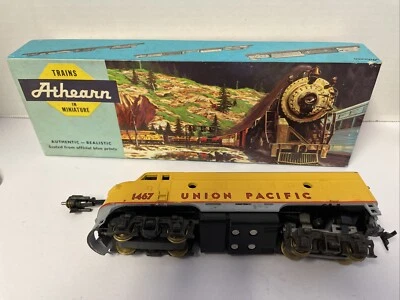 TRAINS
Athearn
IN
MINIATURE
AUTHENTIC - REALISTIC
Scaled from official blue prints
1467 UNION PACIFIC